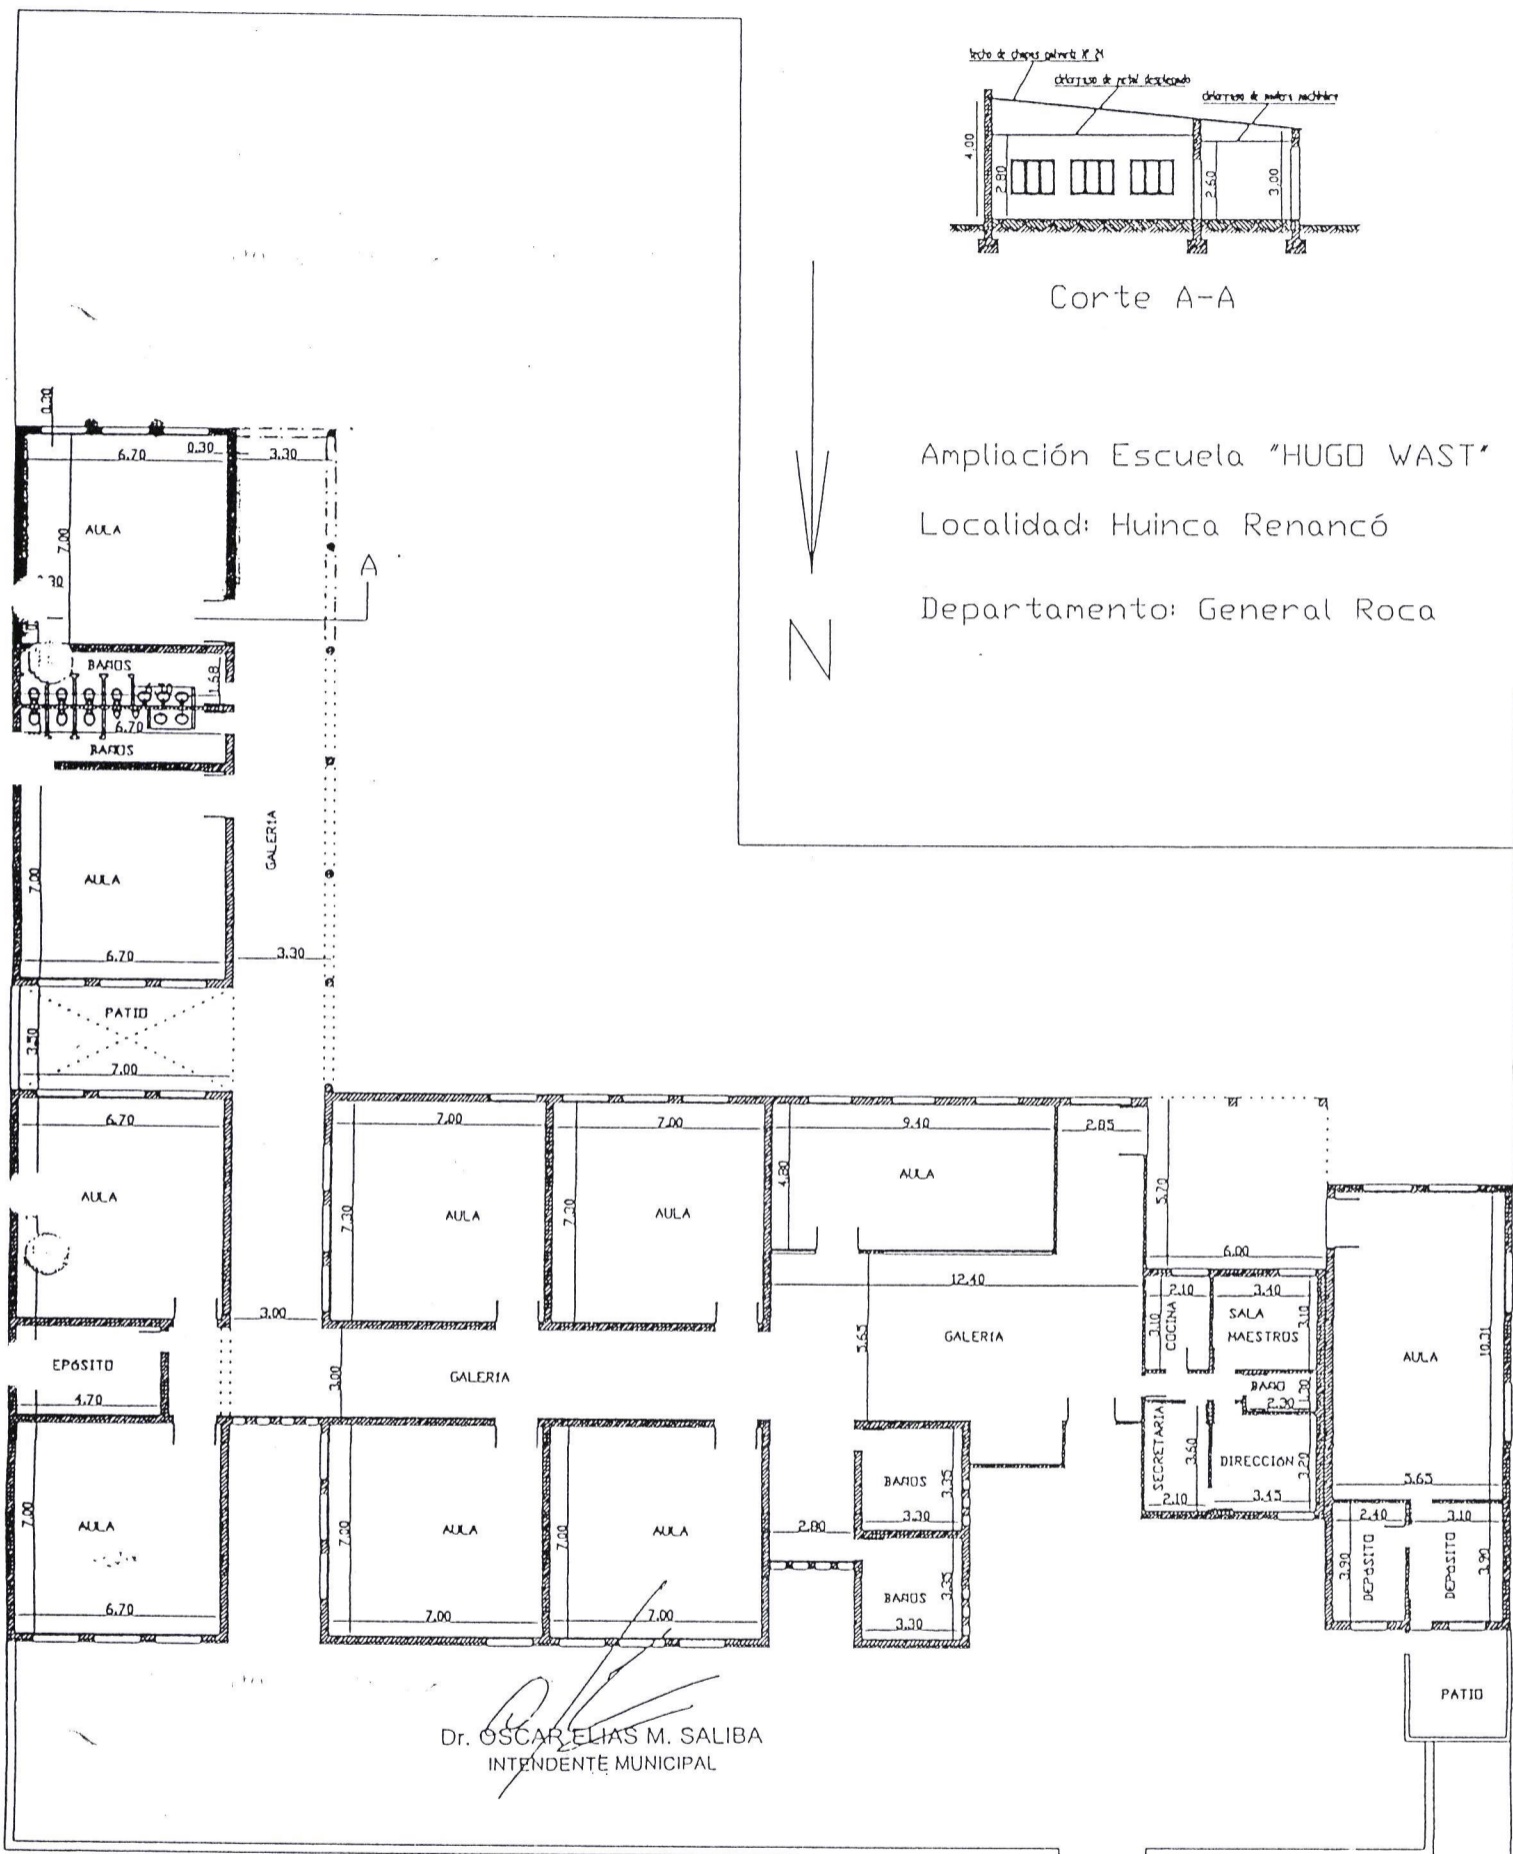 4.00
2.80
2.60
3.00
Corte A-A
Ampliación Escuela "HUGO WAST"
Localidad: Huinca Renancó
Departamento: General Roca
N
0.30
6.70
0.30
3.30
AULA
7.00
A
BAÑOS
6.70
BAÑOS
GALERIA
AULA
7.00
6.70
3.30
PATIO
3.50
7.00
6.70
AULA
3.00
EPÓSITO
4.70
AULA
7.00
6.70
7.00
7.30
AULA
7.00
7.30
AULA
9.40
4.80
AULA
2.85
12.40
5.65
GALERIA
3.00
GALERIA
5.70
6.00
2.10
3.10
COCINA
3.40
SALA
MAESTROS
3.10
BAÑO
2.30
1.30
SECRETARIA
3.60
2.10
DIRECCIÓN
3.20
3.45
AULA
10.31
5.65
2.40
3.90
DEPÓSITO
3.10
DEPÓSITO
3.90
PATIO
7.00
AULA
7.00
7.00
AULA
7.00
2.80
BAÑOS
3.35
3.30
BAÑOS
3.35
3.30
Dr. OSCAR ELIAS M. SALIBA
INTENDENTE MUNICIPAL